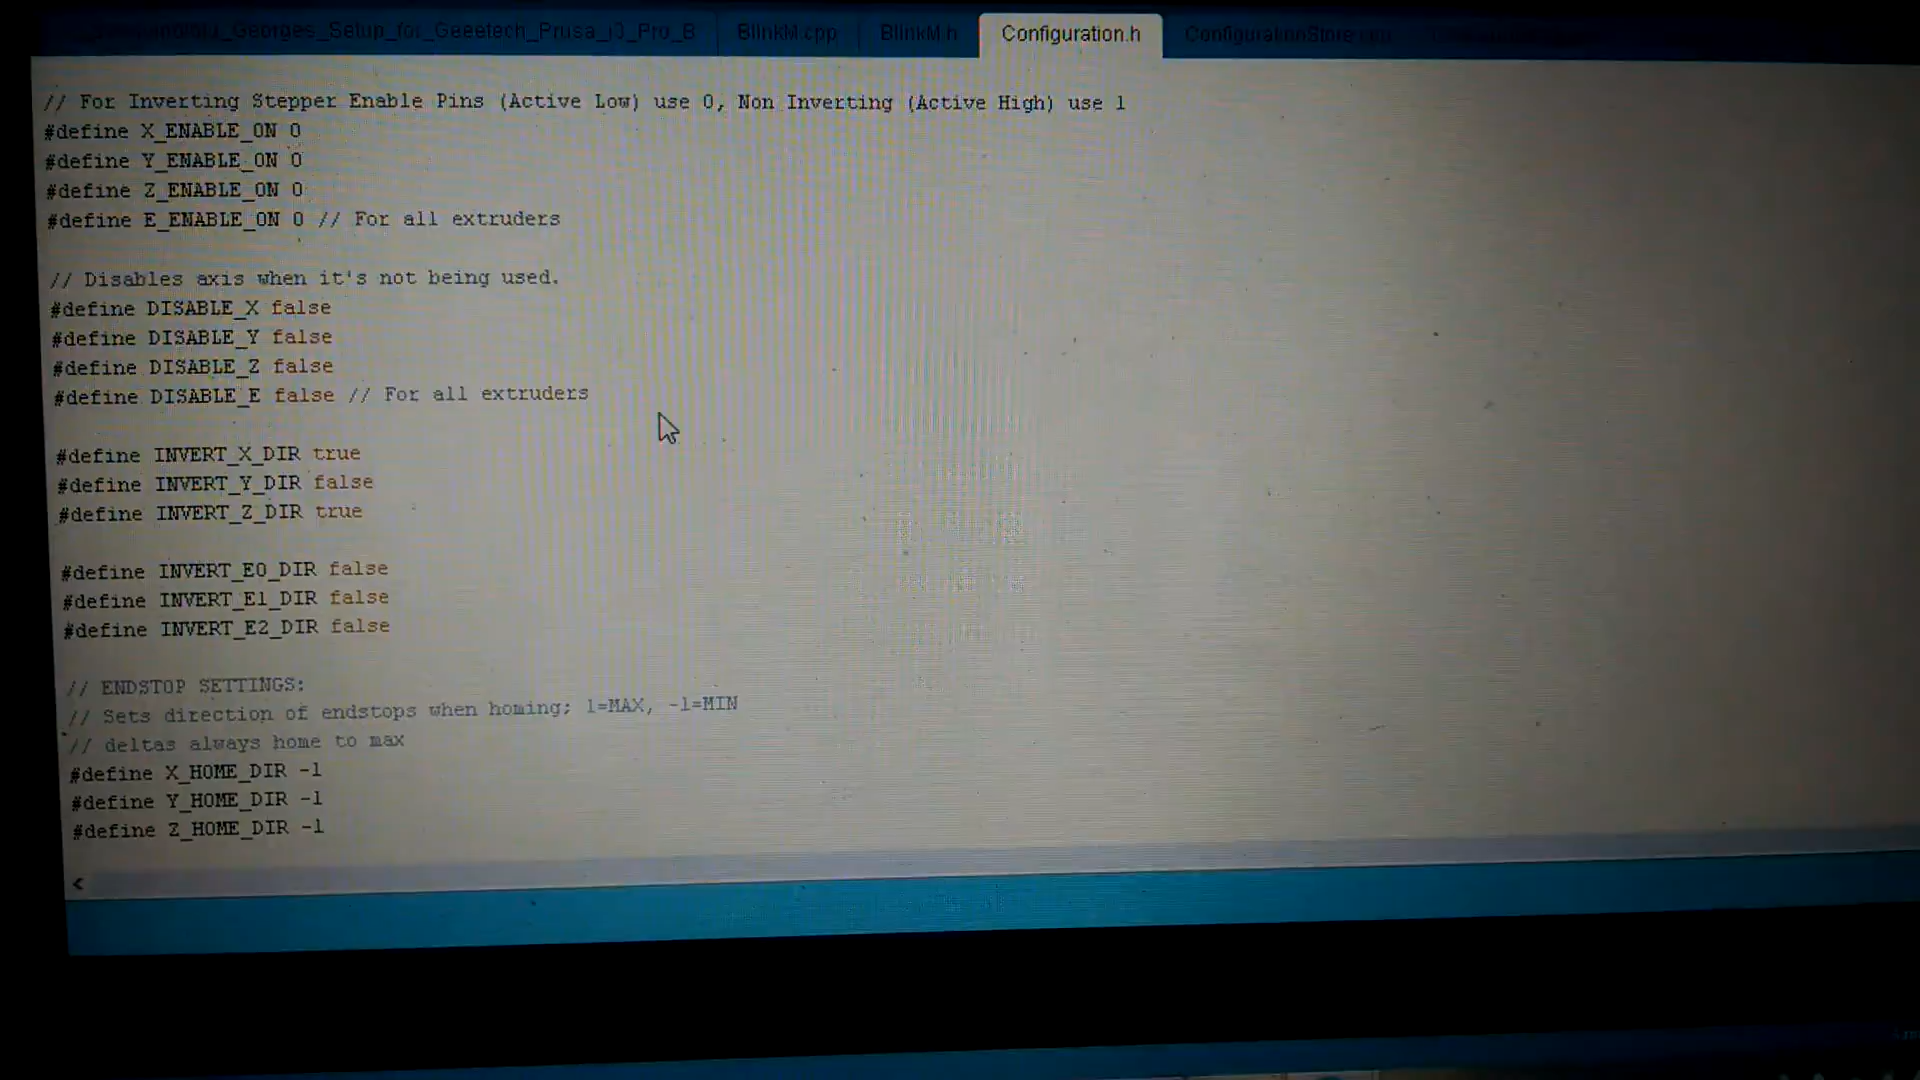 Georges_Setup_for_Geeetech_Prusa_i3_Pro_B BlinkM.cpp BlinkM.h Configuration.h ConfigurationStore.cpp
// For Inverting Stepper Enable Pins (Active Low) use 0, Non Inverting (Active High) use 1
#define X_ENABLE_ON 0
#define Y_ENABLE_ON 0
#define Z_ENABLE_ON 0
#define E_ENABLE_ON 0 // For all extruders
// Disables axis when it's not being used.
#define DISABLE_X false
#define DISABLE_Y false
#define DISABLE_Z false
#define DISABLE_E false // For all extruders
#define INVERT_X_DIR true
#define INVERT_Y_DIR false
#define INVERT_Z_DIR true
#define INVERT_E0_DIR false
#define INVERT_E1_DIR false
#define INVERT_E2_DIR false
// ENDSTOP SETTINGS:
// Sets direction of endstops when homing; 1=MAX, -1=MIN
// deltas always home to max
#define X_HOME_DIR -1
#define Y_HOME_DIR -1
#define Z_HOME_DIR -1